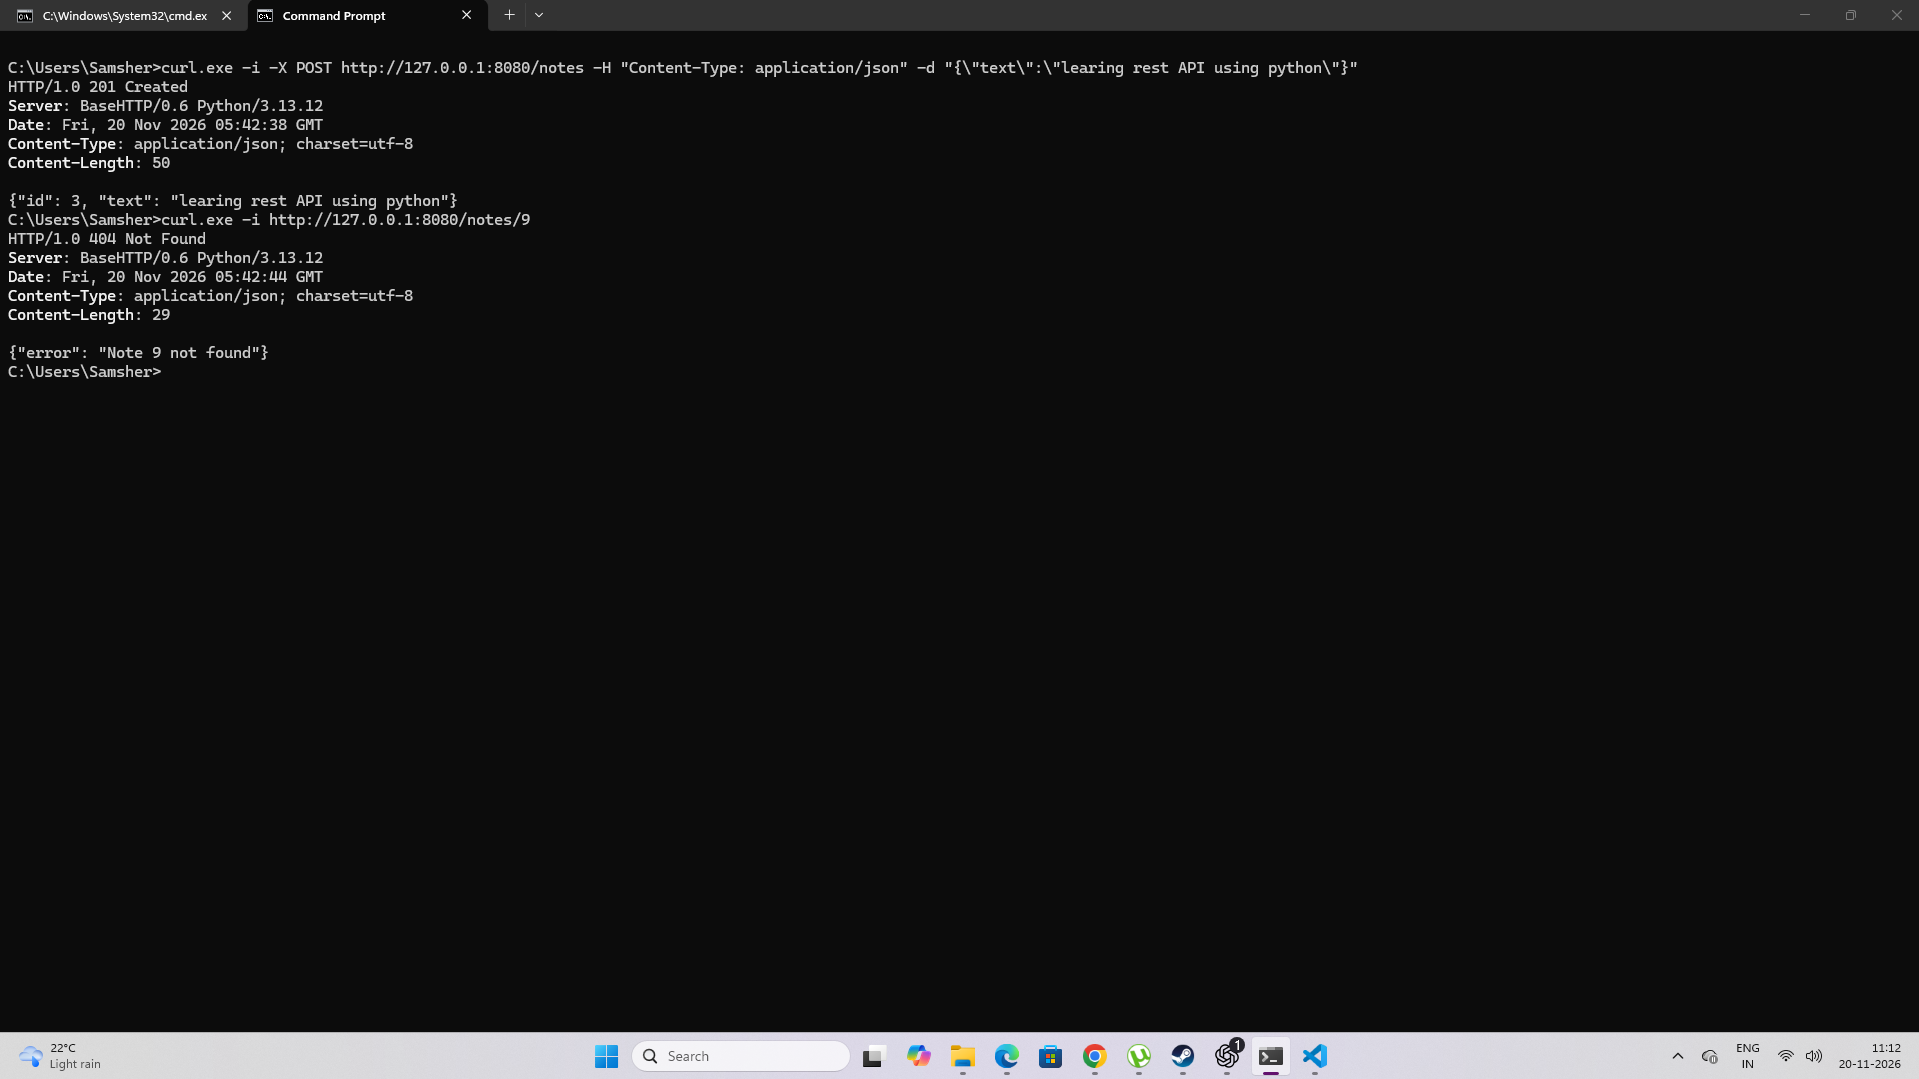 C:\Windows\System32\cmd.ex
Command Prompt
C:\Users\Samsher>curl.exe -i -X POST http://127.0.0.1:8080/notes -H "Content-Type: application/json" -d "{\"text\":\"learing rest API using python\"}"
HTTP/1.0 201 Created
Server: BaseHTTP/0.6 Python/3.13.12
Date: Fri, 20 Nov 2026 05:42:38 GMT
Content-Type: application/json; charset=utf-8
Content-Length: 50
{"id": 3, "text": "learing rest API using python"}
C:\Users\Samsher>curl.exe -i http://127.0.0.1:8080/notes/9
HTTP/1.0 404 Not Found
Server: BaseHTTP/0.6 Python/3.13.12
Date: Fri, 20 Nov 2026 05:42:44 GMT
Content-Type: application/json; charset=utf-8
Content-Length: 29
{"error": "Note 9 not found"}
C:\Users\Samsher>
22°C
Light rain
Search
1
ENG
IN
11:12
20-11-2026